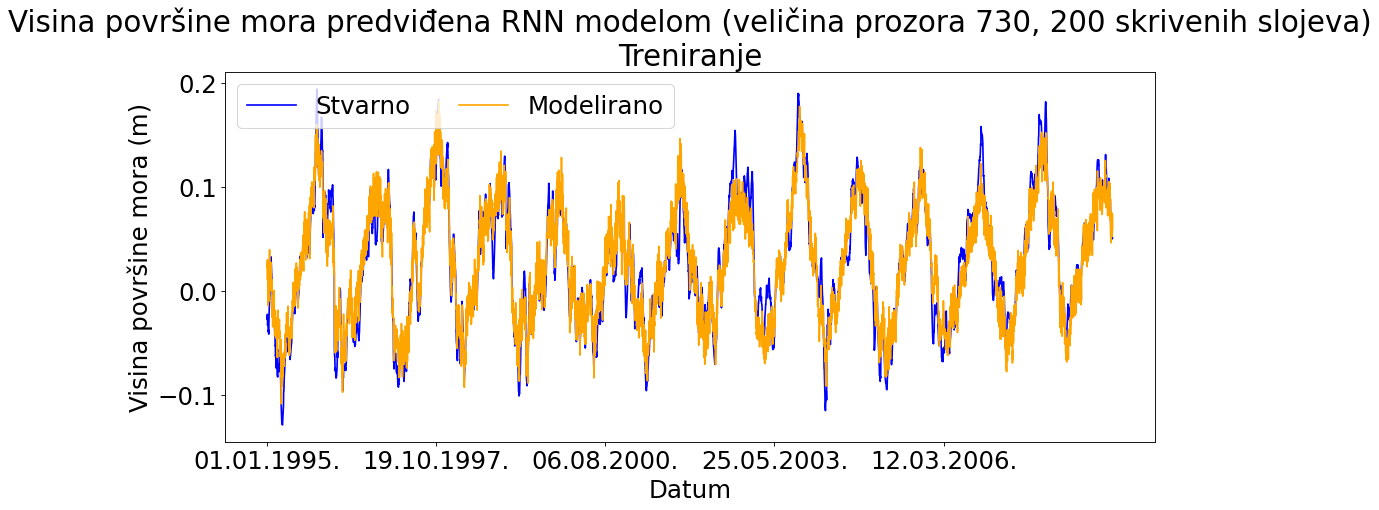 Visina površine mora predviđena RNN modelom (veličina prozora 730, 200 skrivenih slojeva)
Treniranje
Stvarno
Modelirano
Visina površine mora (m)
0.2
0.1
0.0
−0.1
01.01.1995.
19.10.1997.
06.08.2000.
25.05.2003.
12.03.2006.
Datum